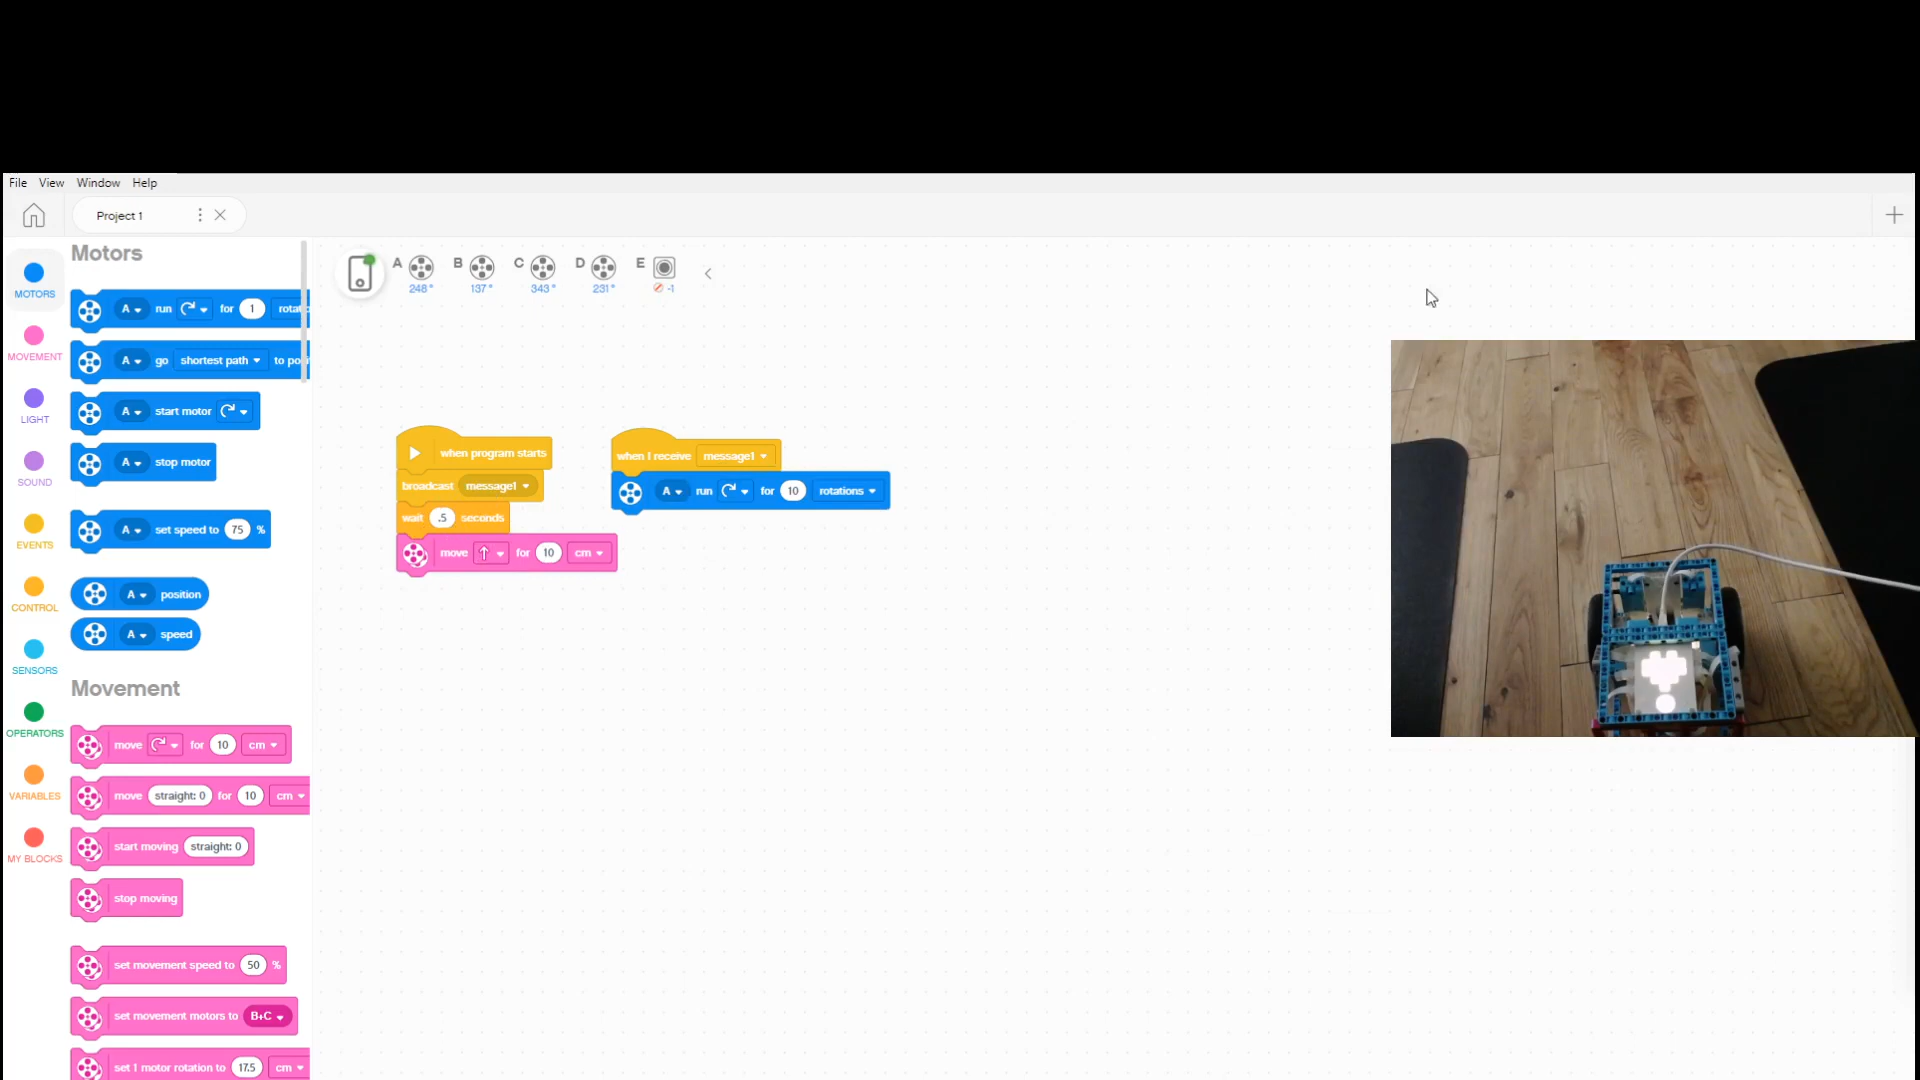 File View Window Help
Project 1
Motors
MOTORS
MOVEMENT
LIGHT
SOUND
EVENTS
CONTROL
SENSORS
OPERATORS
VARIABLES
MY BLOCKS
A run for 1
A go shortest path to
A start motor
A stop motor
A set speed to 75 %
A position
A speed
Movement
move for 10 cm
move straight: 0 for 10 cm
start moving straight: 0
stop moving
set movement speed to 50 %
set movement motors to B+C
set 1 motor rotation to 17.5 cm
A B C D E
248° 137° 343° 231° -1
when program starts
broadcast message1
wait .5 seconds
move for 10 cm
when I receive message1
A run for 10 rotations